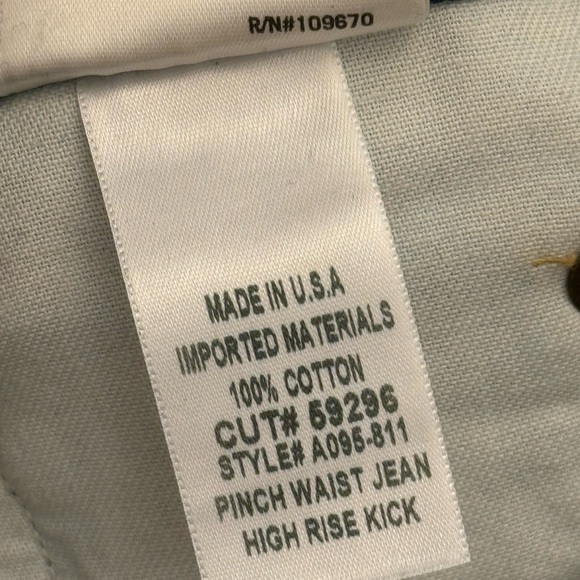 R/N#109670
MADE IN U.S.A
IMPORTED MATERIALS
100% COTTON
CUT# 59296
STYLE# A095-811
PINCH WAIST JEAN
HIGH RISE KICK